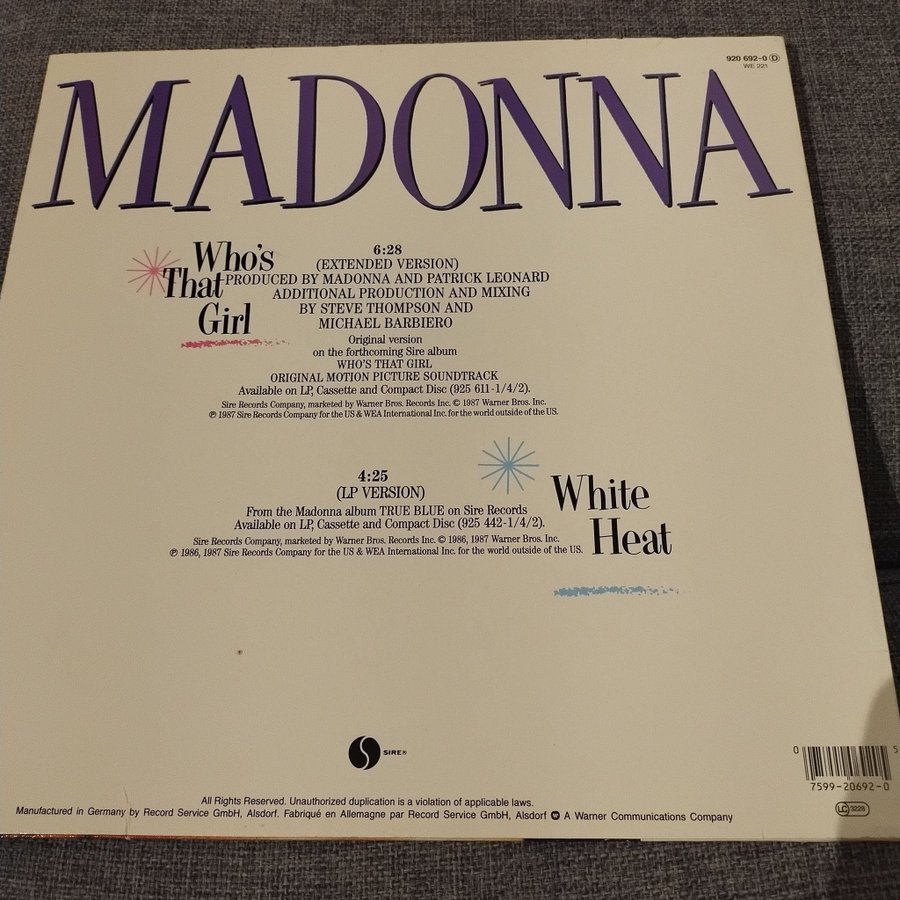 920 692-0 D
WE 221
MADONNA
Who's
That
Girl
6:28
(EXTENDED VERSION)
PRODUCED BY MADONNA AND PATRICK LEONARD
ADDITIONAL PRODUCTION AND MIXING
BY STEVE THOMPSON AND
MICHAEL BARBIERO
Original version
on the forthcoming Sire album
WHO'S THAT GIRL
ORIGINAL MOTION PICTURE SOUNDTRACK
Available on LP, Cassette and Compact Disc (925 611-1/4/2).
Sire Records Company, marketed by Warner Bros. Records Inc. © 1987 Warner Bros. Inc.
℗ 1987 Sire Records Company for the US & WEA International Inc. for the world outside of the US.
4:25
(LP VERSION)
From the Madonna album TRUE BLUE on Sire Records
Available on LP, Cassette and Compact Disc (925 442-1/4/2).
Sire Records Company, marketed by Warner Bros. Records Inc. © 1986, 1987 Warner Bros. Inc.
℗ 1986, 1987 Sire Records Company for the US & WEA International Inc. for the world outside of the US.
White
Heat
SIRE®
0 5
7599-20692-0
All Rights Reserved. Unauthorized duplication is a violation of applicable laws.
Manufactured in Germany by Record Service GmbH, Alsdorf. Fabriqué en Allemagne par Record Service GmbH, Alsdorf A Warner Communications Company
LC 3228